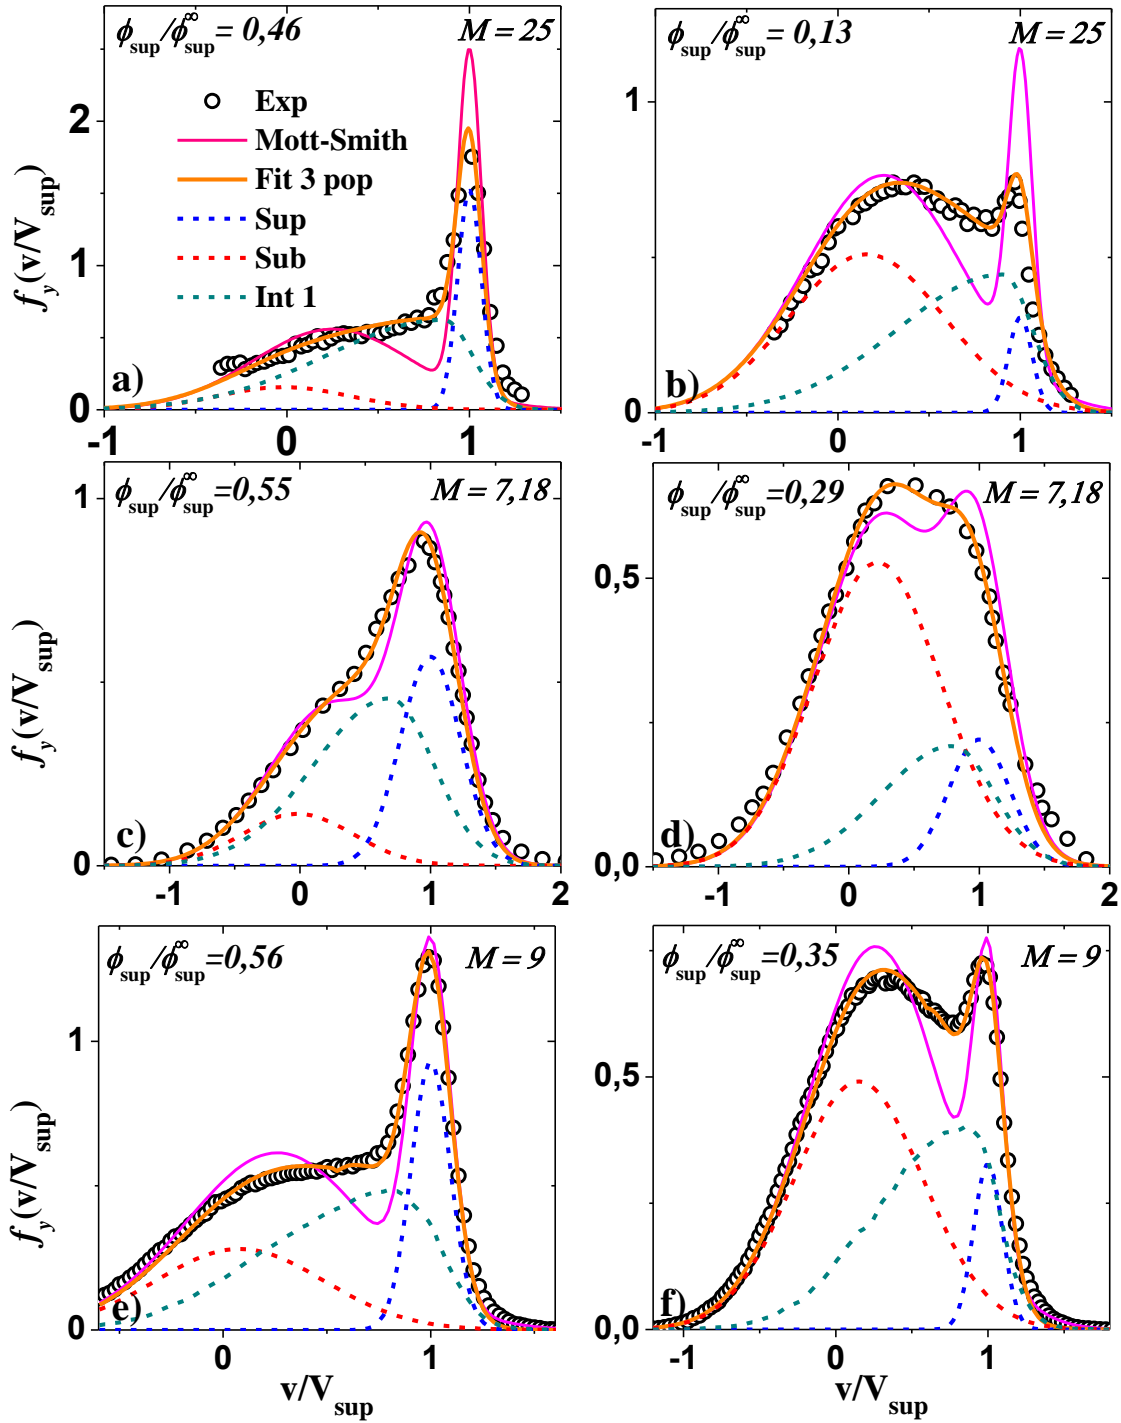 ϕsup/ϕ∞sup = 0,46 M = 25
Exp
Mott-Smith
Fit 3 pop
Sup
Sub
Int 1
fy(v/Vsup)
2
1
0
a)
-1 0 1
ϕsup/ϕ∞sup = 0,13 M = 25
1
0
b)
-1 0 1
ϕsup/ϕ∞sup=0,55 M = 7,18
fy(v/Vsup)
1
0
c)
-1 0 1 2
ϕsup/ϕ∞sup=0,29 M = 7,18
0,5
0,0
d)
-1 0 1 2
ϕsup/ϕ∞sup=0,56 M = 9
fy(v/Vsup)
1
0
e)
0 1
v/Vsup
ϕsup/ϕ∞sup=0,35 M = 9
0,5
0,0
f)
-1 0 1
v/Vsup